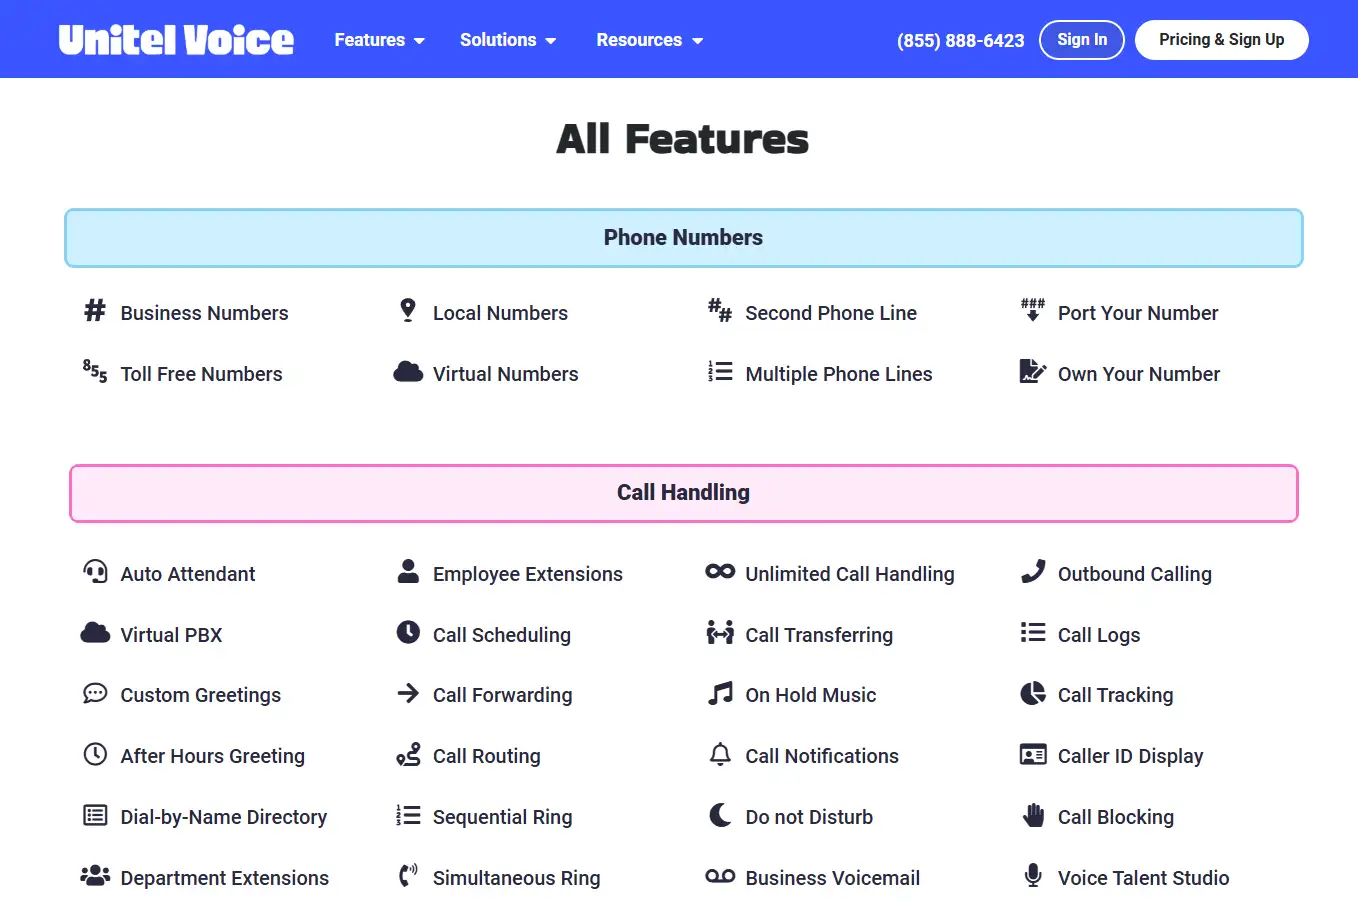 Unitel Voice Features Solutions Resources (855) 888-6423 Sign In Pricing & Sign Up
All Features
Phone Numbers
# Business Numbers Local Numbers ## Second Phone Line ### Port Your Number
855 Toll Free Numbers Virtual Numbers 123 Multiple Phone Lines Own Your Number
Call Handling
Auto Attendant Employee Extensions Unlimited Call Handling Outbound Calling
Virtual PBX Call Scheduling Call Transferring Call Logs
Custom Greetings Call Forwarding On Hold Music Call Tracking
After Hours Greeting Call Routing Call Notifications Caller ID Display
Dial-by-Name Directory 123 Sequential Ring Do not Disturb Call Blocking
Department Extensions Simultaneous Ring Business Voicemail Voice Talent Studio